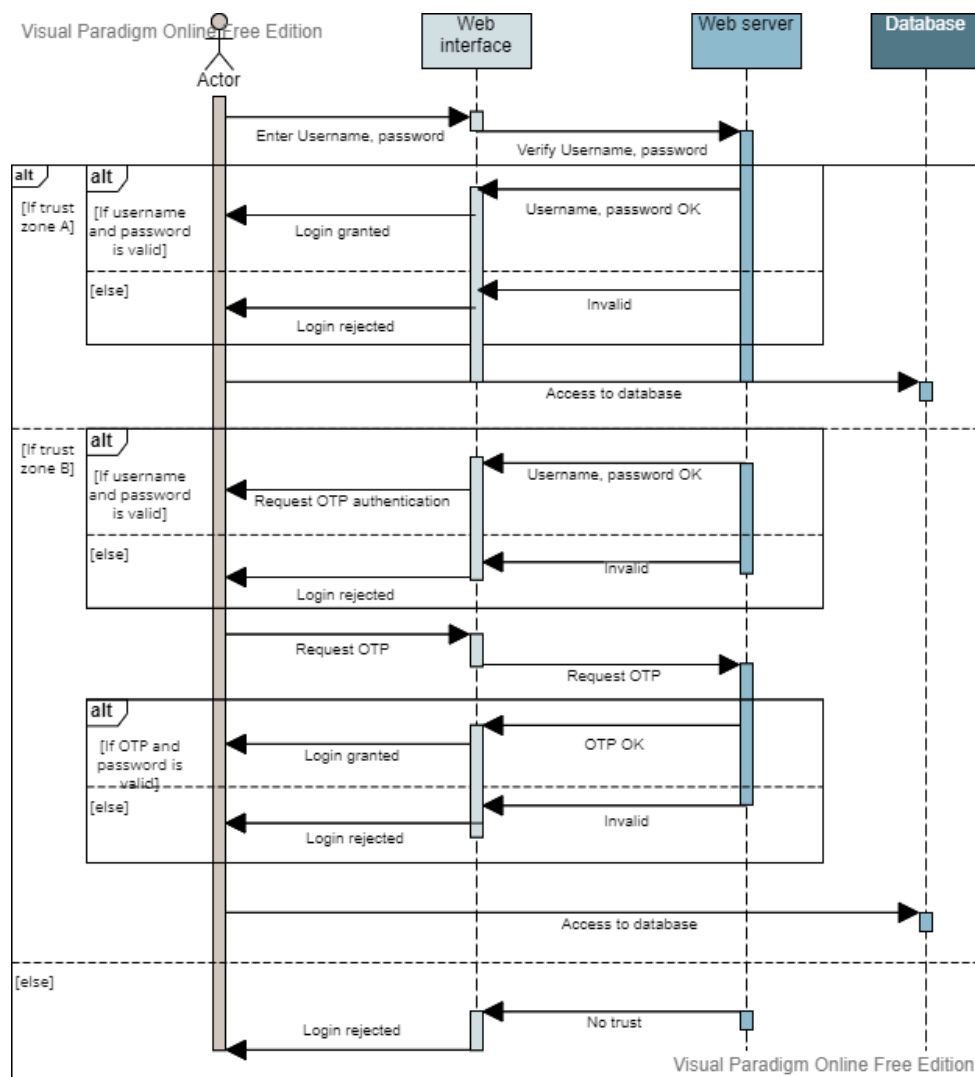 Visual Paradigm Online Free Edition
Web
interface
Web server
Database
Actor
Enter Username, password
Verify Username, password
alt
alt
[If trust
zone A]
[If username
and password
is valid]
Username, password OK
Login granted
[else]
Invalid
Login rejected
Access to database
[If trust
zone B]
alt
[If username
and password
is valid]
Username, password OK
Request OTP authentication
[else]
Invalid
Login rejected
Request OTP
Request OTP
alt
[If OTP and
password is
valid]
OTP OK
Login granted
[else]
Invalid
Login rejected
Access to database
[else]
No trust
Login rejected
Visual Paradigm Online Free Edition